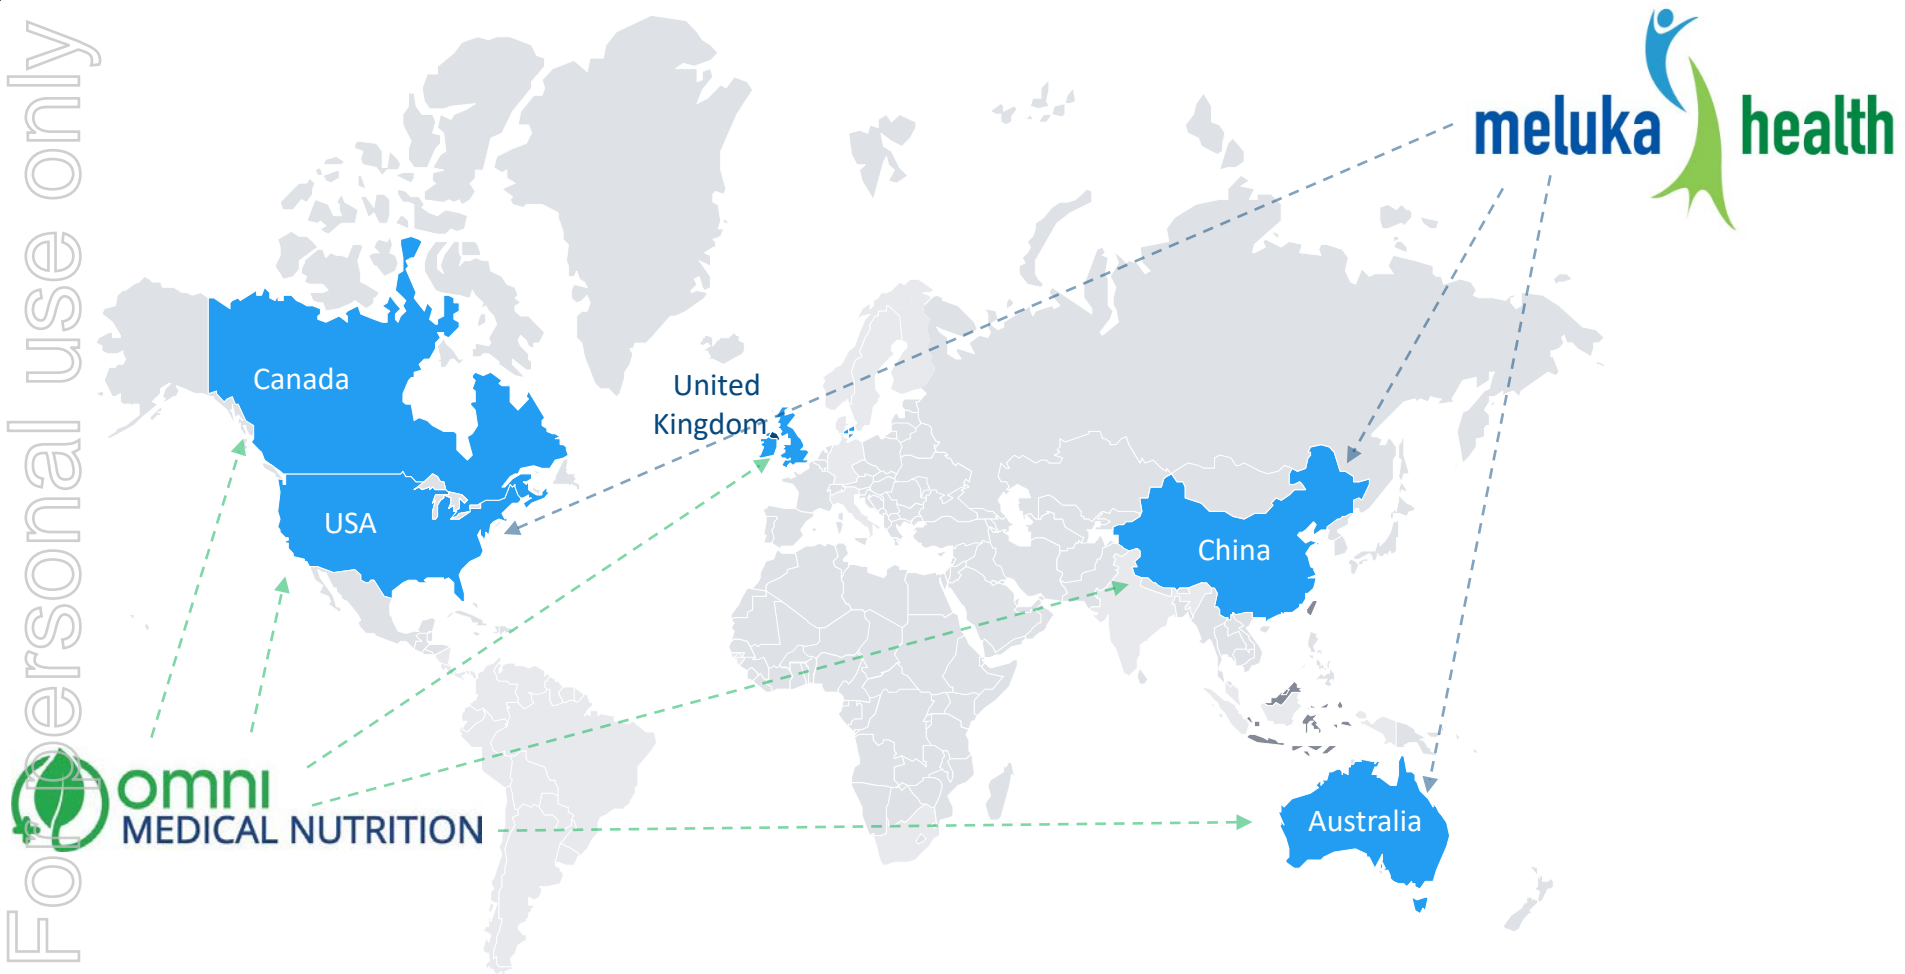 For personal use only
meluka health
Canada
United
Kingdom
USA
China
Australia
omni
MEDICAL NUTRITION